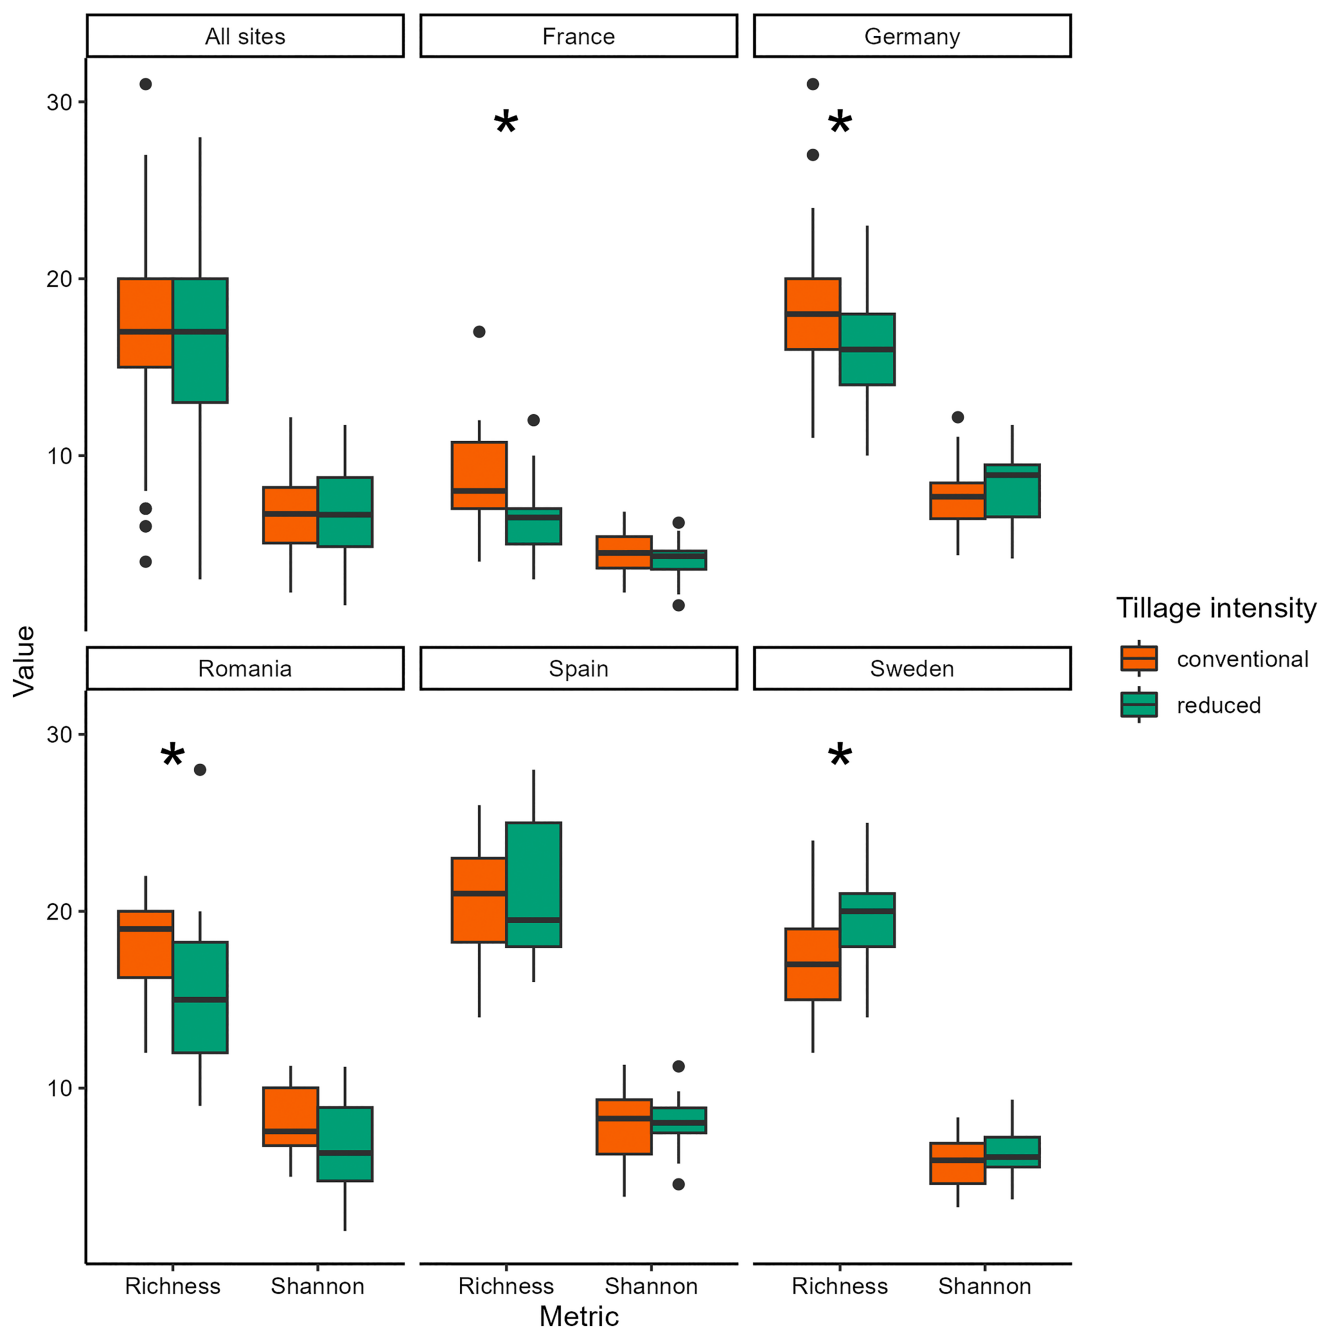 All sites
France
Germany
30
20
10
*
*
Romania
Spain
Sweden
30
20
10
*
*
Richness
Shannon
Richness
Shannon
Richness
Shannon
Metric
Value
Tillage intensity
conventional
reduced